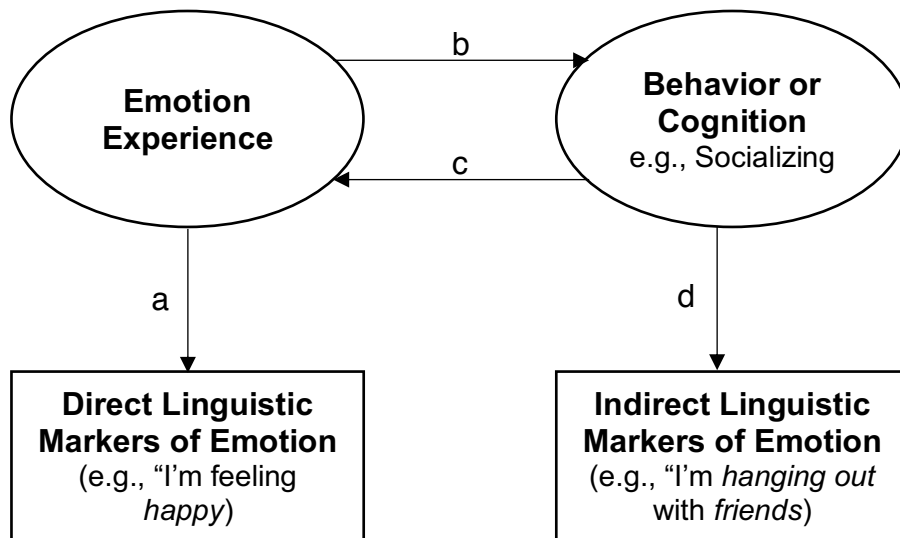 b
Emotion
Experience
Behavior or
Cognition
e.g., Socializing
c
a
d
Direct Linguistic
Markers of Emotion
(e.g., “I’m feeling
happy)
Indirect Linguistic
Markers of Emotion
(e.g., “I’m hanging out
with friends)